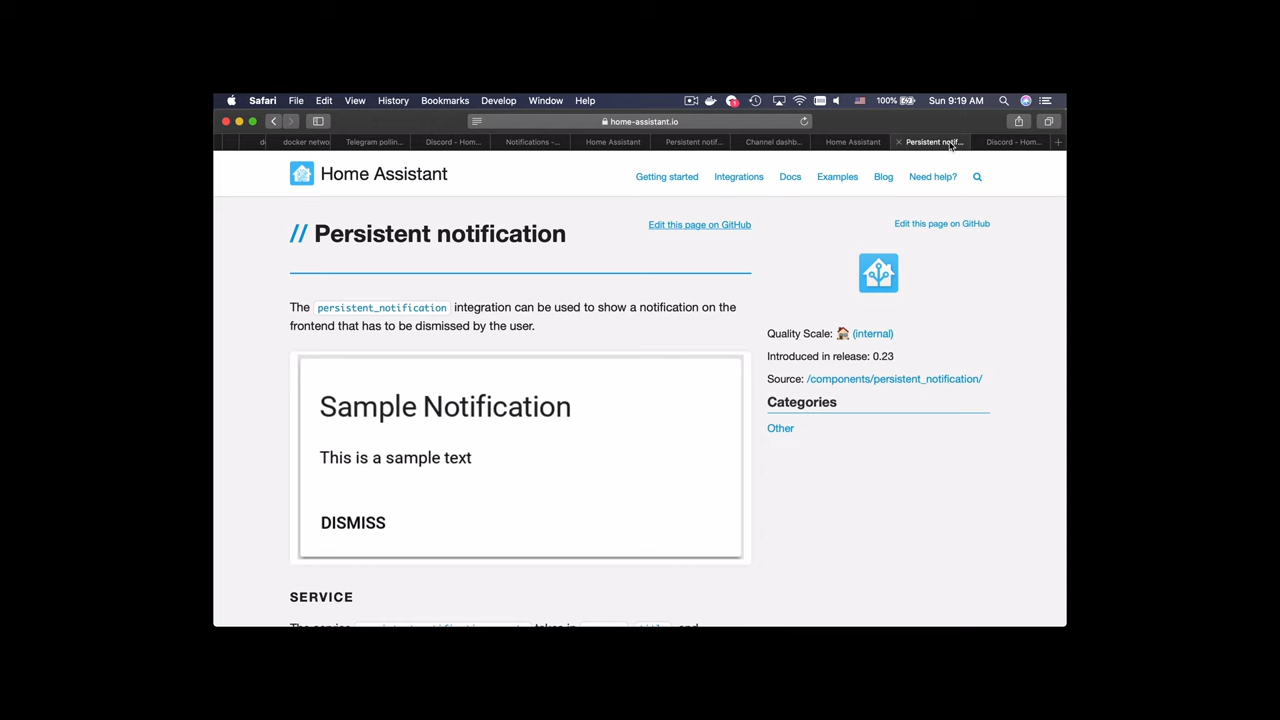 Safari File Edit View History Bookmarks Develop Window Help 100% Sun 9:19 AM
home-assistant.io
docker netwo Telegram pollin... Discord - Hom... Notifications -... Home Assistant Persistent notif... Channel dashb... Home Assistant Persistent notif... Discord - Hom...
Home Assistant
Getting started Integrations Docs Examples Blog Need help?
// Persistent notification
Edit this page on GitHub
Edit this page on GitHub
The persistent_notification integration can be used to show a notification on the
frontend that has to be dismissed by the user.
Sample Notification
This is a sample text
DISMISS
SERVICE
Quality Scale: (internal)
Introduced in release: 0.23
Source: /components/persistent_notification/
Categories
Other